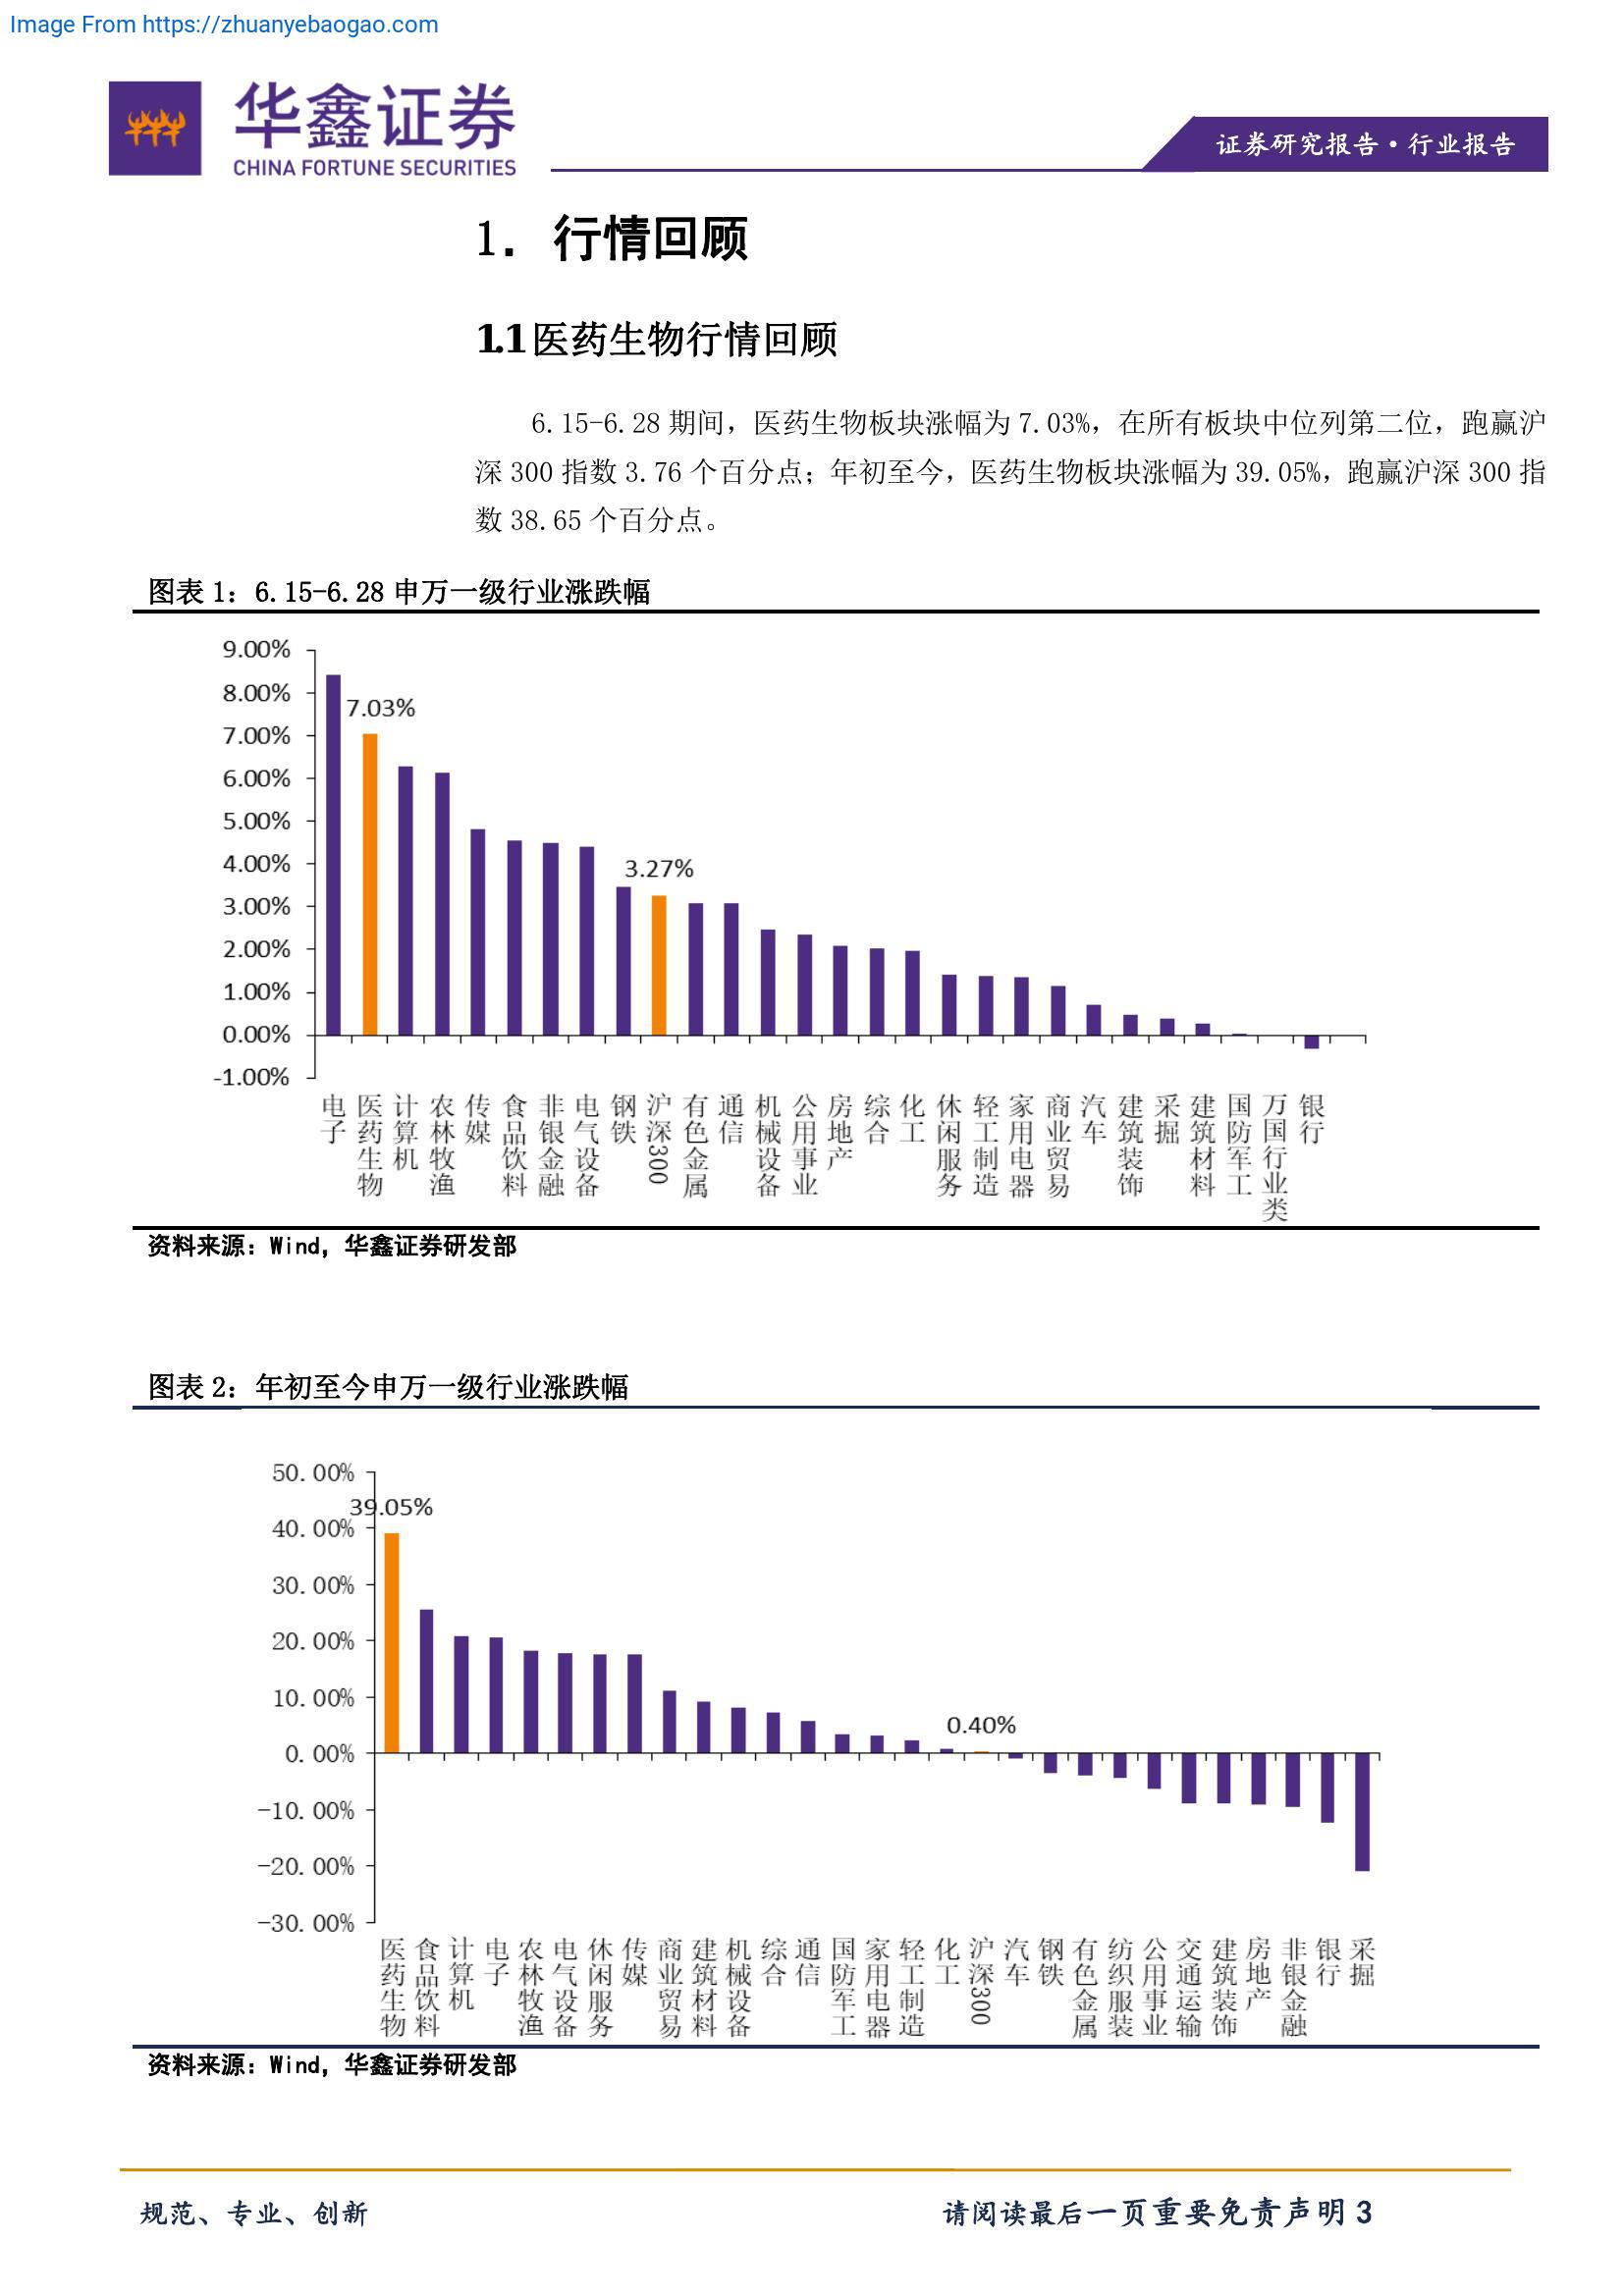 Image From https://zhuanyebaogao.com
华鑫证券
CHINA FORTUNE SECURITIES
证券研究报告·行业报告
1. 行情回顾
1.1医药生物行情回顾
6.15-6.28 期间，医药生物板块涨幅为 7.03%，在所有板块中位列第二位，跑赢沪
深 300 指数 3.76 个百分点；年初至今，医药生物板块涨幅为 39.05%，跑赢沪深 300 指
数 38.65 个百分点。
图表 1：6.15-6.28 申万一级行业涨跌幅
9.00%
8.00%
7.00%
6.00%
5.00%
4.00%
3.00%
2.00%
1.00%
0.00%
-1.00%
7.03%
3.27%
电子
医药生物
计算机
农林牧渔
传媒
食品饮料
非银金融
电气设备
钢铁
沪深300
有色金属
通信
机械设备
公用事业
房地产
综合
化工
休闲服务
轻工制造
家用电器
商业贸易
汽车
建筑装饰
采掘
建筑材料
国防军工
万国行业类
银行
资料来源：Wind，华鑫证券研发部
图表 2：年初至今申万一级行业涨跌幅
50.00%
40.00%
30.00%
20.00%
10.00%
0.00%
-10.00%
-20.00%
-30.00%
39.05%
0.40%
医药生物
食品饮料
计算机
电子
农林牧渔
电气设备
休闲服务
传媒
商业贸易
建筑材料
机械设备
综合
通信
国防军工
家用电器
轻工制造
化工
沪深300
汽车
钢铁
有色金属
纺织服装
公用事业
交通运输
建筑装饰
房地产
非银金融
银行
采掘
资料来源：Wind，华鑫证券研发部
规范、专业、创新
请阅读最后一页重要免责声明 3